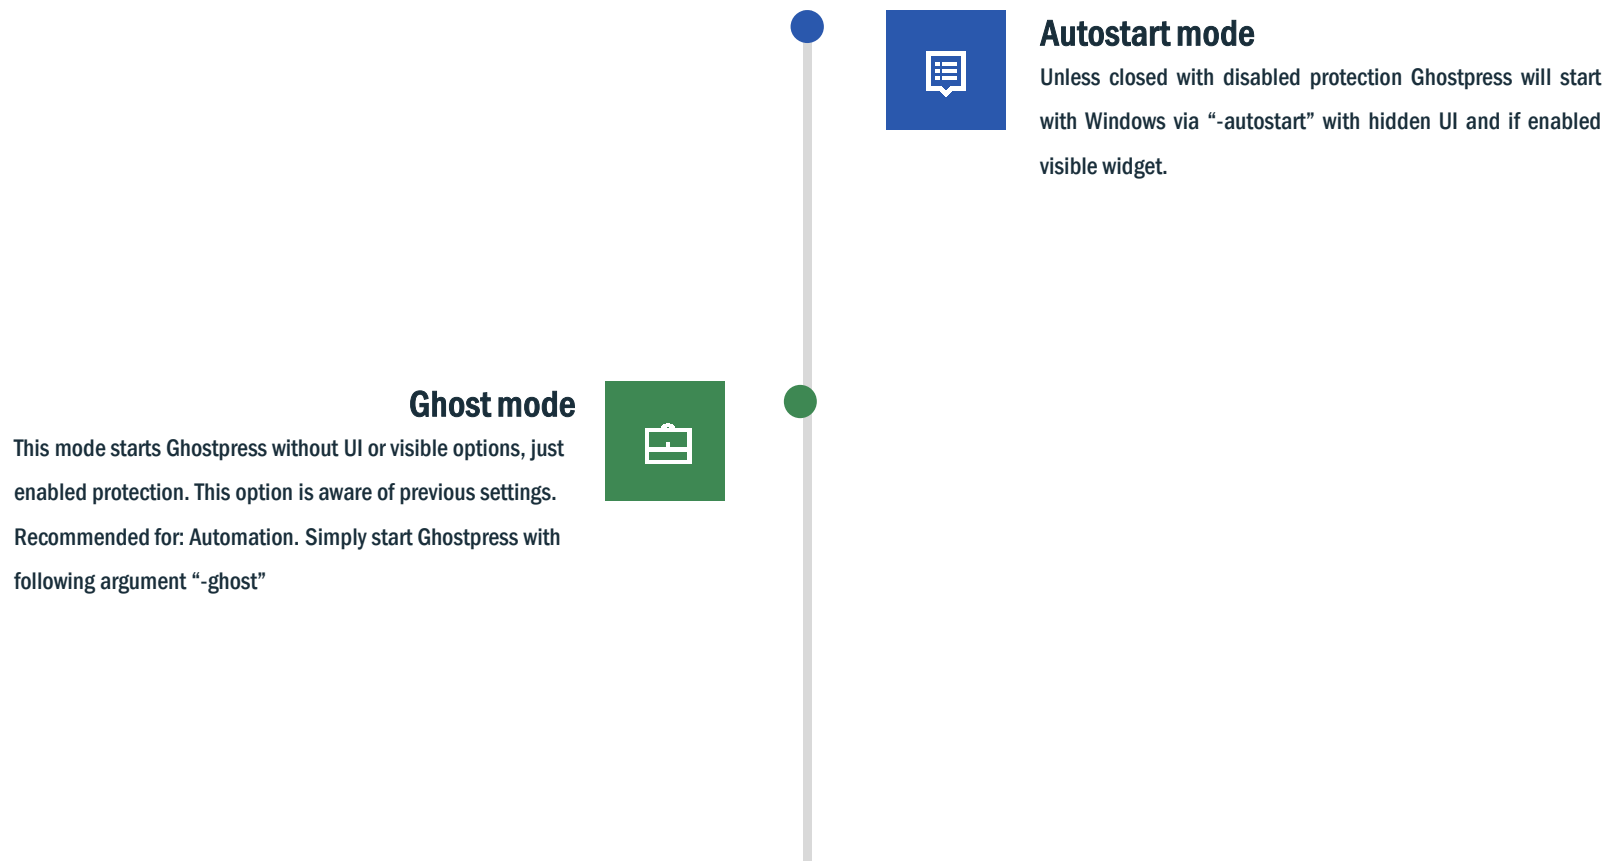 Autostart mode
Unless closed with disabled protection Ghostpress will start
with Windows via “-autostart” with hidden UI and if enabled
visible widget.
Ghost mode
This mode starts Ghostpress without UI or visible options, just
enabled protection. This option is aware of previous settings.
Recommended for: Automation. Simply start Ghostpress with
following argument “-ghost”